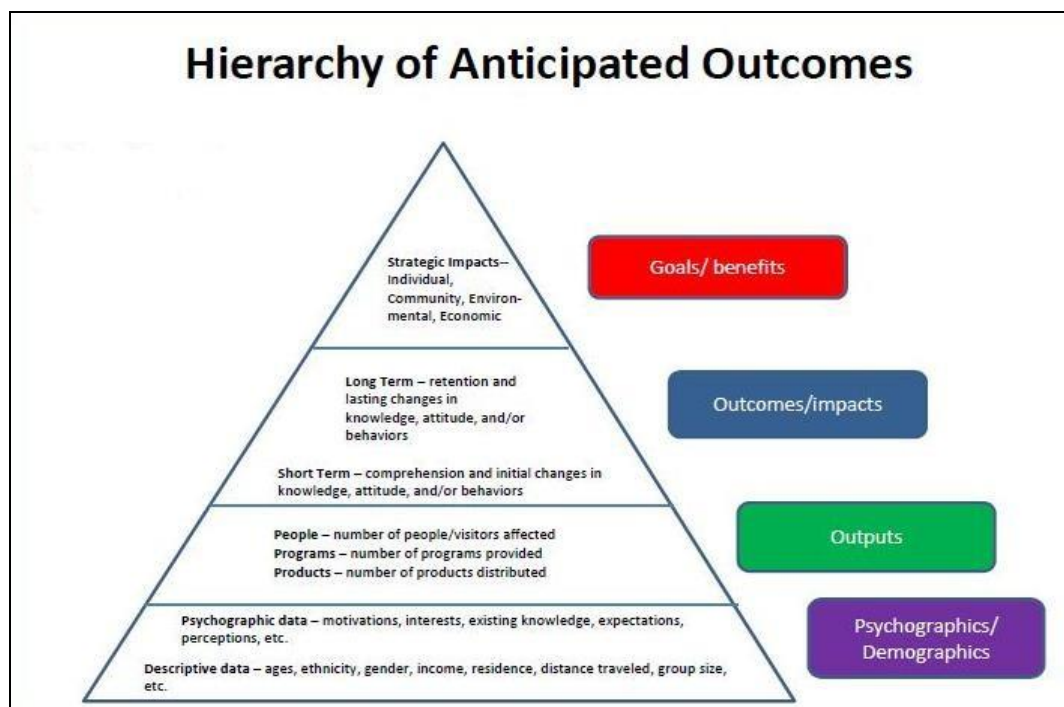 Hierarchy of Anticipated Outcomes
Strategic Impacts--
Individual,
Community, Environ-
mental, Economic
Goals/ benefits
Long Term – retention and
lasting changes in
knowledge, attitude, and/or
behaviors
Outcomes/impacts
Short Term – comprehension and initial changes in
knowledge, attitude, and/or behaviors
People – number of people/visitors affected
Programs – number of programs provided
Products – number of products distributed
Outputs
Psychographic data – motivations, interests, existing knowledge, expectations,
perceptions, etc.
Descriptive data – ages, ethnicity, gender, income, residence, distance traveled, group size,
etc.
Psychographics/
Demographics